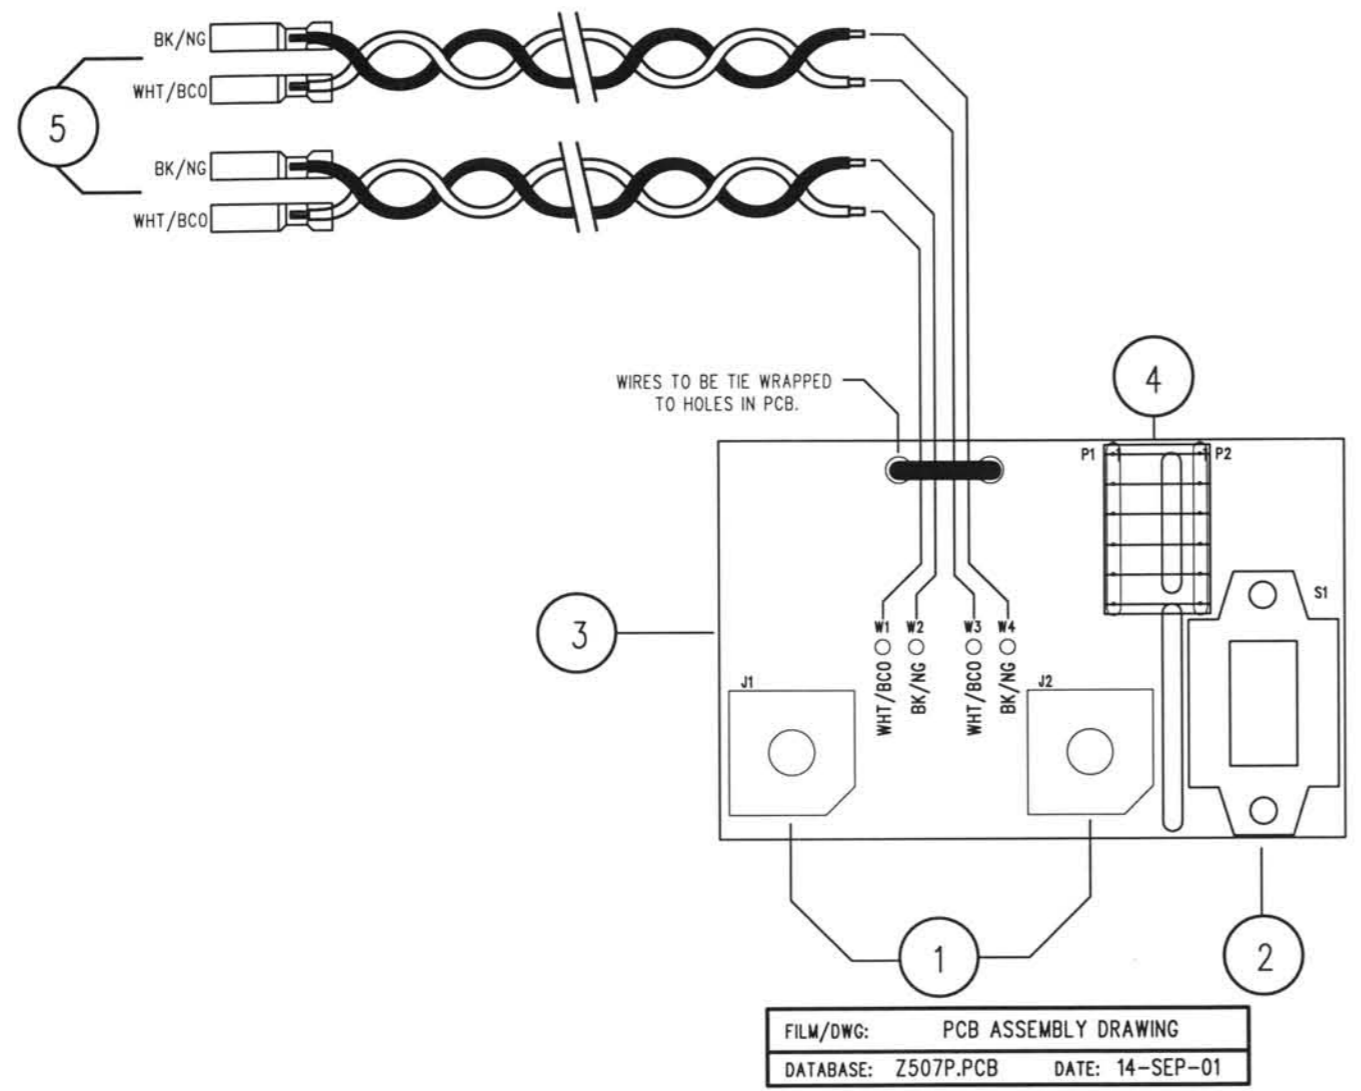 BK/NG
WHT/BCO
5
BK/NG
WHT/BCO
WIRES TO BE TIE WRAPPED
TO HOLES IN PCB.
4
P1 1 1 P2
S1
3
W1 W2 W3 W4
WHT/BCO BK/NG WHT/BCO BK/NG
J1 J2
1 2
FILM/DWG: PCB ASSEMBLY DRAWING
DATABASE: Z507P.PCB DATE: 14-SEP-01